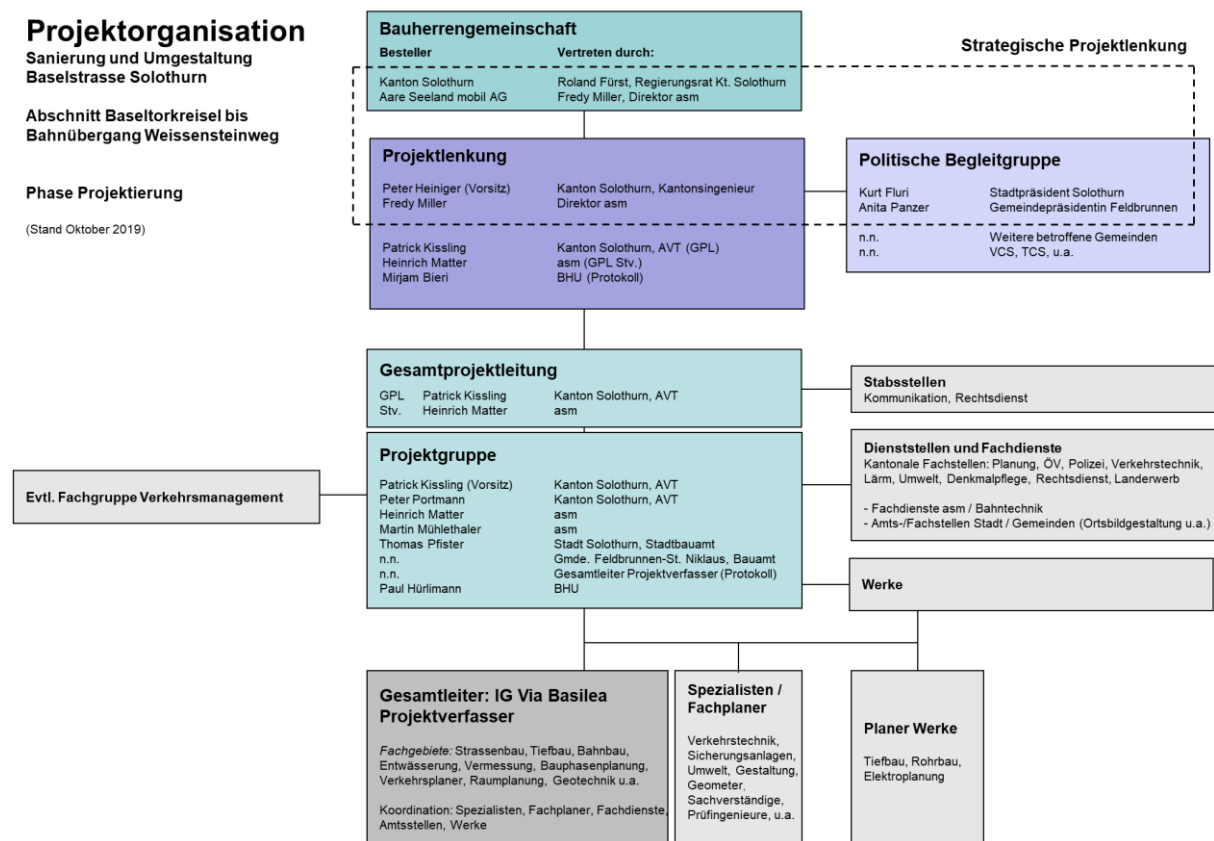 Projektorganisation
Sanierung und Umgestaltung
Baselstrasse Solothurn
Abschnitt Baseltorkreisel bis
Bahnübergang Weissensteinweg
Phase Projektierung
(Stand Oktober 2019)
Bauherrengemeinschaft
Besteller Vertreten durch:
Kanton Solothurn Roland Fürst, Regierungsrat Kt. Solothurn
Aare Seeland mobil AG Fredy Miller, Direktor asm
Strategische Projektlenkung
Projektlenkung
Peter Heiniger (Vorsitz) Kanton Solothurn, Kantonsingenieur
Fredy Miller Direktor asm
Patrick Kissling Kanton Solothurn, AVT (GPL)
Heinrich Matter asm (GPL Stv.)
Mirjam Bieri BHU (Protokoll)
Politische Begleitgruppe
Kurt Fluri Stadtpräsident Solothurn
Anita Panzer Gemeindepräsidentin Feldbrunnen
n.n. Weitere betroffene Gemeinden
n.n. VCS, TCS, u.a.
Gesamtprojektleitung
GPL Patrick Kissling Kanton Solothurn, AVT
Stv. Heinrich Matter asm
Stabsstellen
Kommunikation, Rechtsdienst
Projektgruppe
Patrick Kissling (Vorsitz) Kanton Solothurn, AVT
Peter Portmann Kanton Solothurn, AVT
Heinrich Matter asm
Martin Mühlethaler asm
Thomas Pfister Stadt Solothurn, Stadtbauamt
n.n. Gmde. Feldbrunnen-St. Niklaus, Bauamt
n.n. Gesamtleiter Projektverfasser (Protokoll)
Paul Hürlimann BHU
Evtl. Fachgruppe Verkehrsmanagement
Dienststellen und Fachdienste
Kantonale Fachstellen: Planung, ÖV, Polizei, Verkehrstechnik,
Lärm, Umwelt, Denkmalpflege, Rechtsdienst, Landerwerb
- Fachdienste asm / Bahntechnik
- Amts-/Fachstellen Stadt / Gemeinden (Ortsbildgestaltung u.a.)
Werke
Gesamtleiter: IG Via Basilea
Projektverfasser
Fachgebiete: Strassenbau, Tiefbau, Bahnbau,
Entwässerung, Vermessung, Bauphasenplanung,
Verkehrsplaner, Raumplanung, Geotechnik u.a.
Koordination: Spezialisten, Fachplaner, Fachdienste,
Amtsstellen, Werke
Spezialisten /
Fachplaner
Verkehrstechnik,
Sicherungsanlagen,
Umwelt, Gestaltung,
Geometer,
Sachverständige,
Prüfingenieure, u.a.
Planer Werke
Tiefbau, Rohrbau,
Elektroplanung